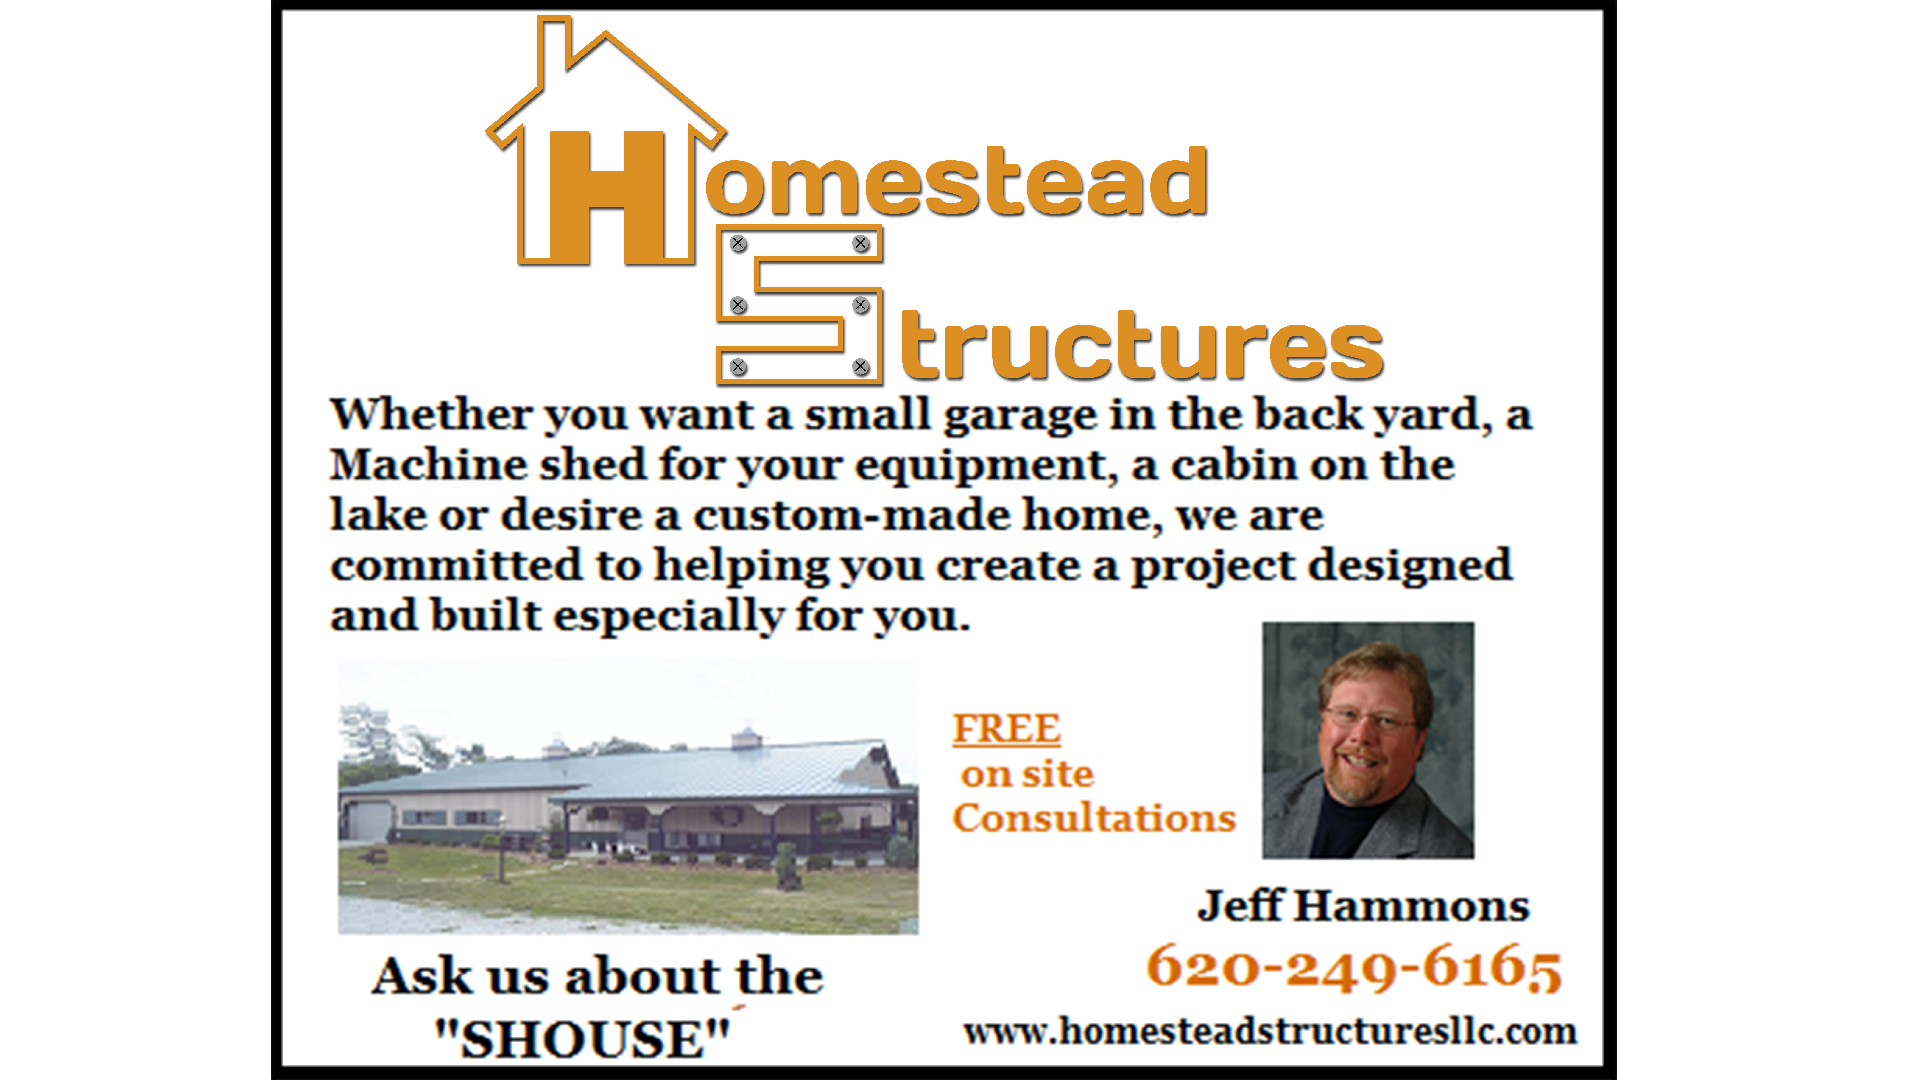 Homestead
Structures
Whether you want a small garage in the back yard, a
Machine shed for your equipment, a cabin on the
lake or desire a custom-made home, we are
committed to helping you create a project designed
and built especially for you.
FREE
on site
Consultations
Jeff Hammons
620-249-6165
Ask us about the
"SHOUSE"
www.homesteadstructuresllc.com